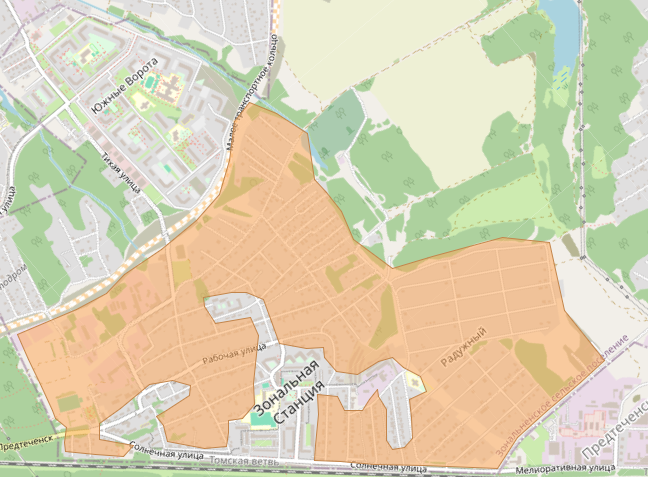 Малое транспортное кольцо
Южные Ворота
Тихая улица
Рабочая улица
Радужный
Зональная
Станция
Зональненское сельское поселение
Предтеченск
Солнечная улица
Томская ветвь
Солнечная улица
Мелиоративная улица